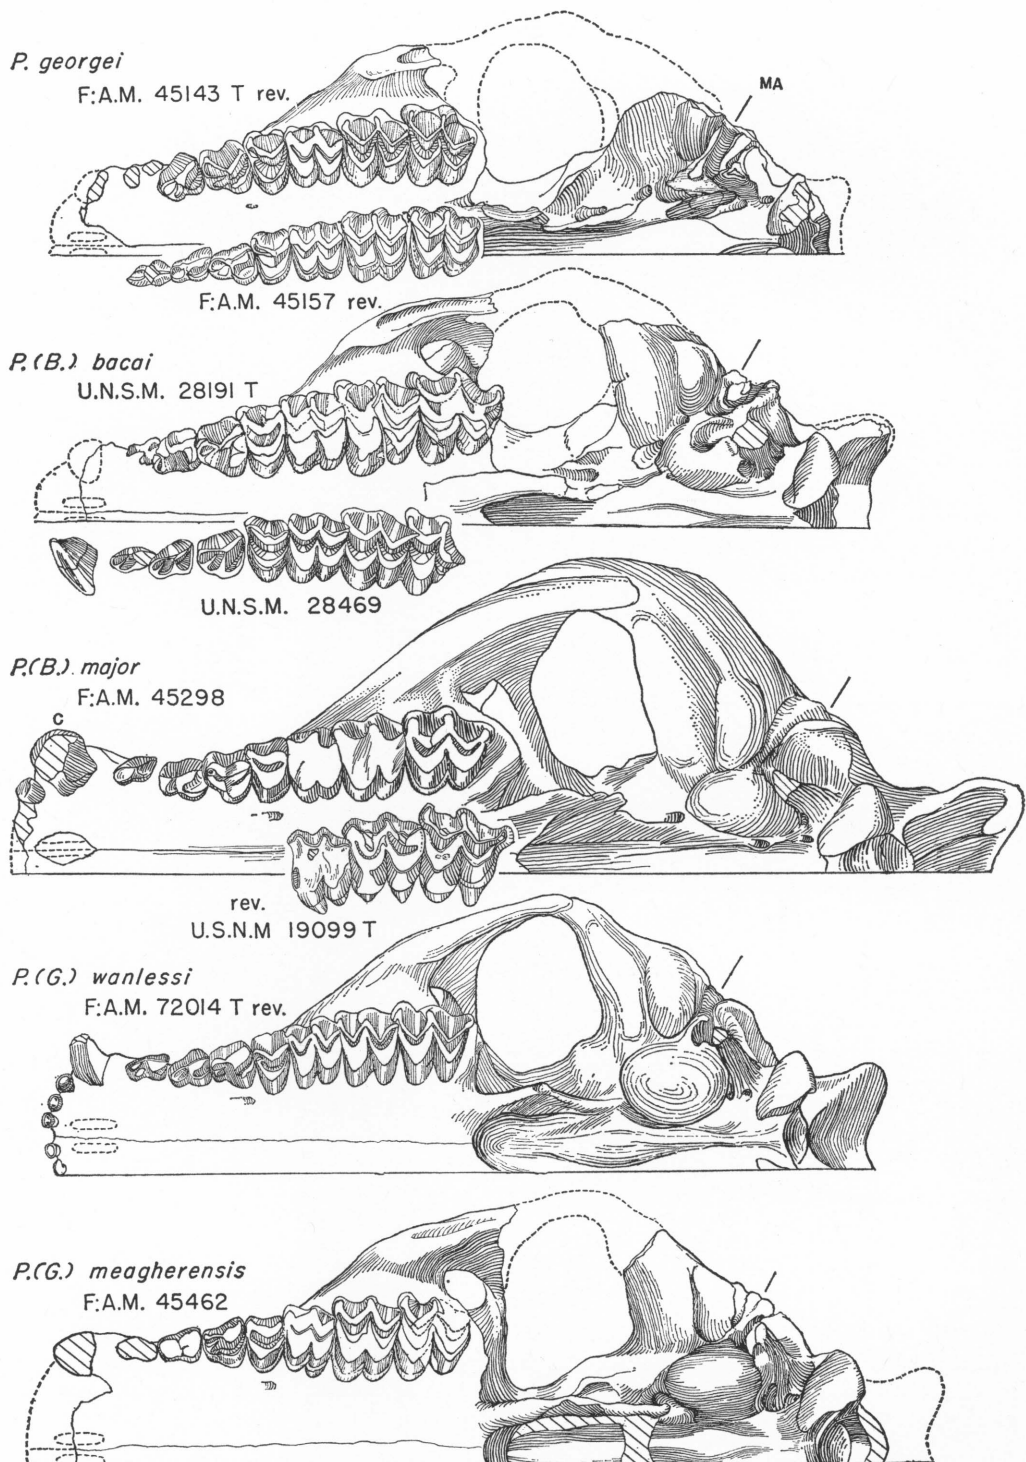 P. georgei
F:A.M. 45143 T rev.
MA
F:A.M. 45157 rev.
P.(B.) bacai
U.N.S.M. 28191 T
U.N.S.M. 28469
P.(B.) major
F:A.M. 45298
C
rev.
U.S.N.M 19099 T
P.(G.) wanlessi
F:A.M. 72014 T rev.
P.(G.) meagherensis
F:A.M. 45462